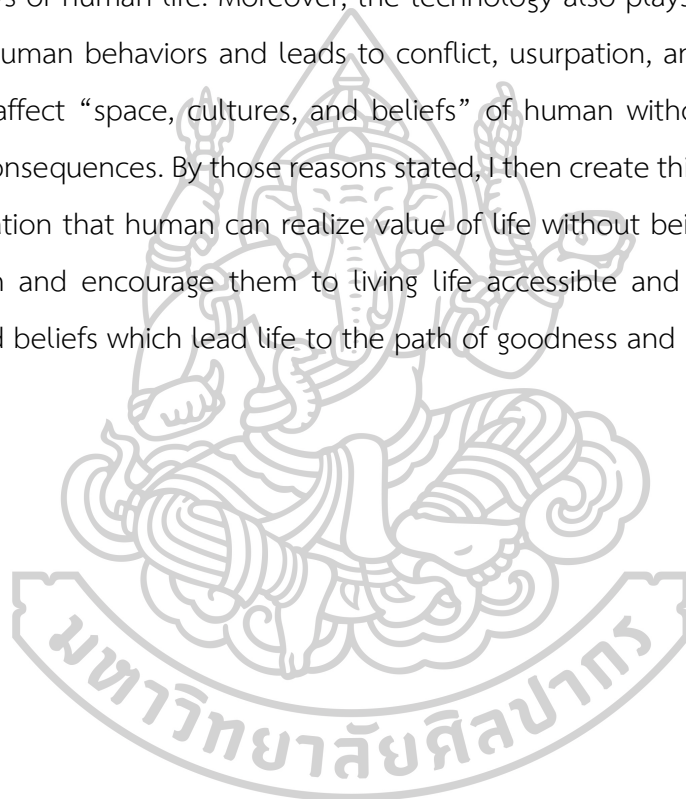 s of human life. Moreover, the technology also plays
uman behaviors and leads to conflict, usurpation, an
affect “space, cultures, and beliefs” of human witho
onsequences. By those reasons stated, I then create thi
ation that human can realize value of life without bei
n and encourage them to living life accessible and
d beliefs which lead life to the path of goodness and
มหาวิทยาลัยศิลปากร